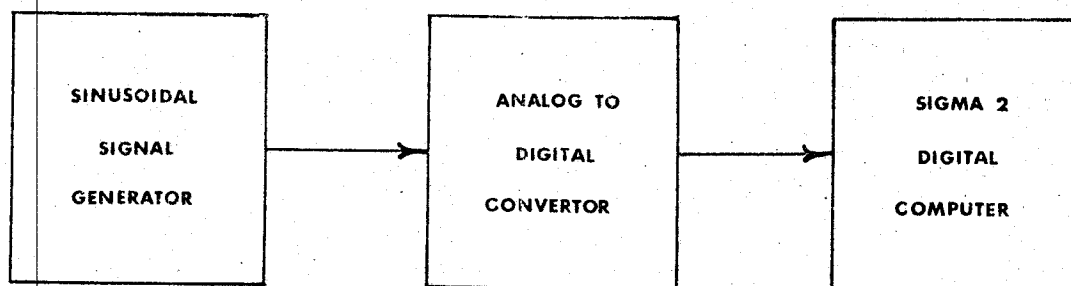 SINUSOIDAL
SIGNAL
GENERATOR
ANALOG TO
DIGITAL
CONVERTOR
SIGMA 2
DIGITAL
COMPUTER